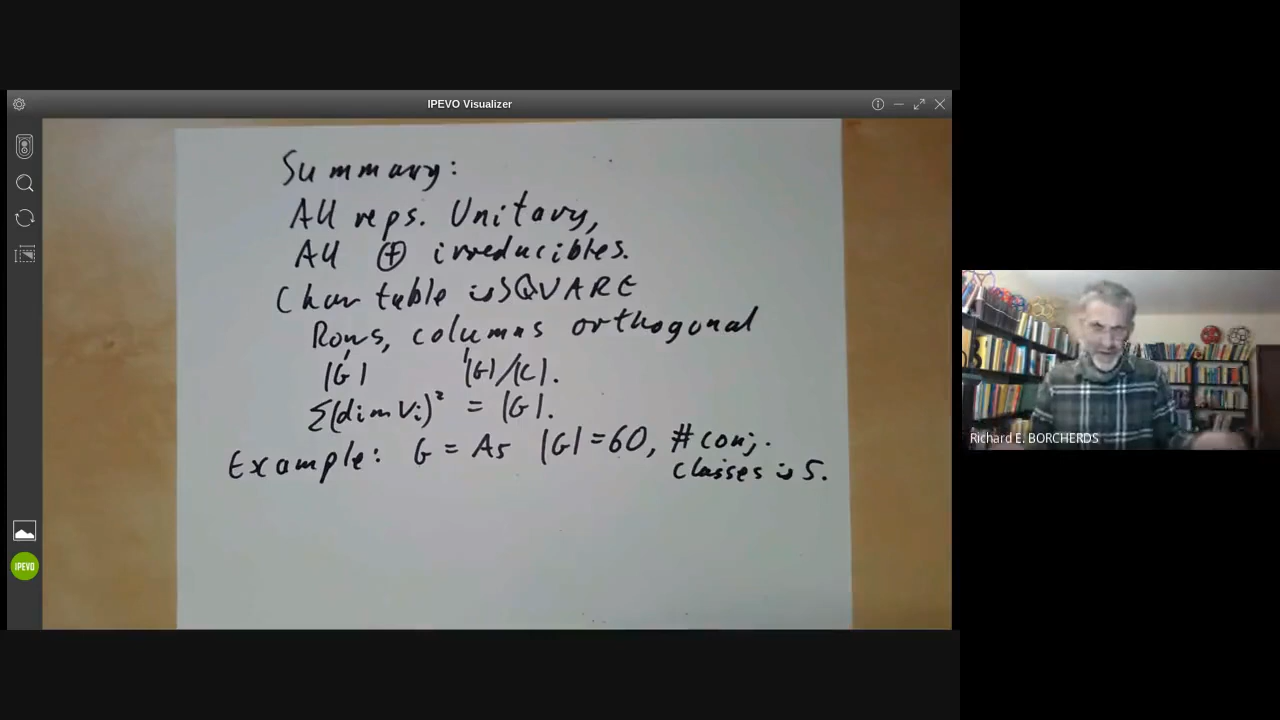 IPEVO Visualizer
Summary:
All reps. Unitary,
All ⊕ irreducibles.
Char table is SQUARE
Rows, columns orthogonal
|G| |G|/|C|.
Σ(dim Vi)² = |G|.
Example: G = A5 |G| = 60, # conj.
classes is 5.
IPEVO
Richard E. BORCHERDS